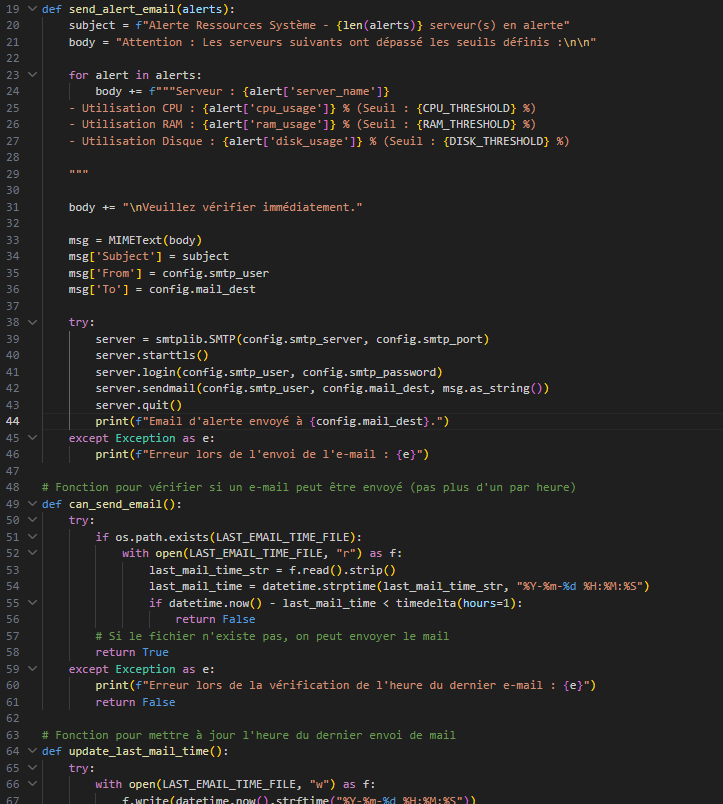 19 def send_alert_email(alerts):
20     subject = f"Alerte Ressources Système - {len(alerts)} serveur(s) en alerte"
21     body = "Attention : Les serveurs suivants ont dépassé les seuils définis :\n\n"
22
23     for alert in alerts:
24         body += f"""Serveur : {alert['server_name']}
25     - Utilisation CPU : {alert['cpu_usage']} % (Seuil : {CPU_THRESHOLD} %)
26     - Utilisation RAM : {alert['ram_usage']} % (Seuil : {RAM_THRESHOLD} %)
27     - Utilisation Disque : {alert['disk_usage']} % (Seuil : {DISK_THRESHOLD} %)
28
29     """
30
31     body += "\nVeuillez vérifier immédiatement."
32
33     msg = MIMEText(body)
34     msg['Subject'] = subject
35     msg['From'] = config.smtp_user
36     msg['To'] = config.mail_dest
37
38     try:
39         server = smtplib.SMTP(config.smtp_server, config.smtp_port)
40         server.starttls()
41         server.login(config.smtp_user, config.smtp_password)
42         server.sendmail(config.smtp_user, config.mail_dest, msg.as_string())
43         server.quit()
44         print(f"Email d'alerte envoyé à {config.mail_dest}.")
45     except Exception as e:
46         print(f"Erreur lors de l'envoi de l'e-mail : {e}")
47
48 # Fonction pour vérifier si un e-mail peut être envoyé (pas plus d'un par heure)
49 def can_send_email():
50     try:
51         if os.path.exists(LAST_EMAIL_TIME_FILE):
52             with open(LAST_EMAIL_TIME_FILE, "r") as f:
53                 last_mail_time_str = f.read().strip()
54                 last_mail_time = datetime.strptime(last_mail_time_str, "%Y-%m-%d %H:%M:%S")
55                 if datetime.now() - last_mail_time < timedelta(hours=1):
56                     return False
57         # Si le fichier n'existe pas, on peut envoyer le mail
58         return True
59     except Exception as e:
60         print(f"Erreur lors de la vérification de l'heure du dernier e-mail : {e}")
61         return False
62
63 # Fonction pour mettre à jour l'heure du dernier envoi de mail
64 def update_last_mail_time():
65     try:
66         with open(LAST_EMAIL_TIME_FILE, "w") as f:
67             f.write(datetime.now().strftime("%Y-%m-%d %H:%M:%S"))